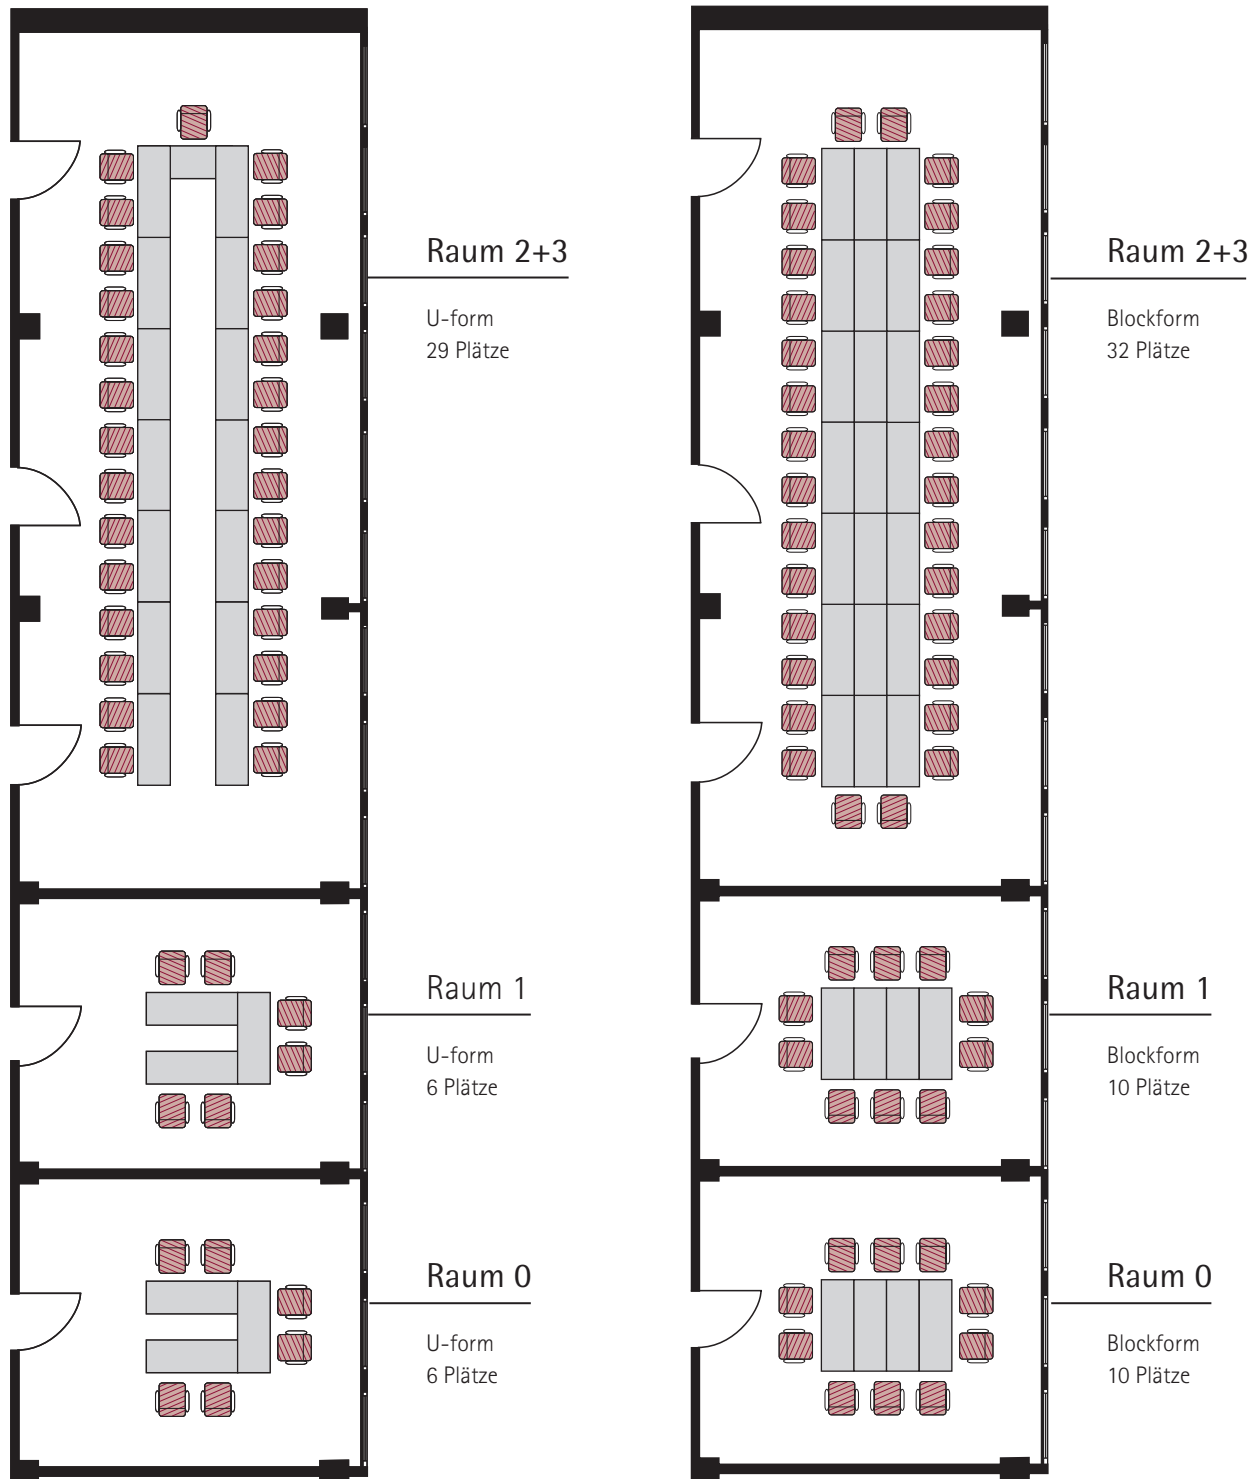 Raum 2+3
U-form
29 Plätze
Raum 1
U-form
6 Plätze
Raum 0
U-form
6 Plätze
Raum 2+3
Blockform
32 Plätze
Raum 1
Blockform
10 Plätze
Raum 0
Blockform
10 Plätze